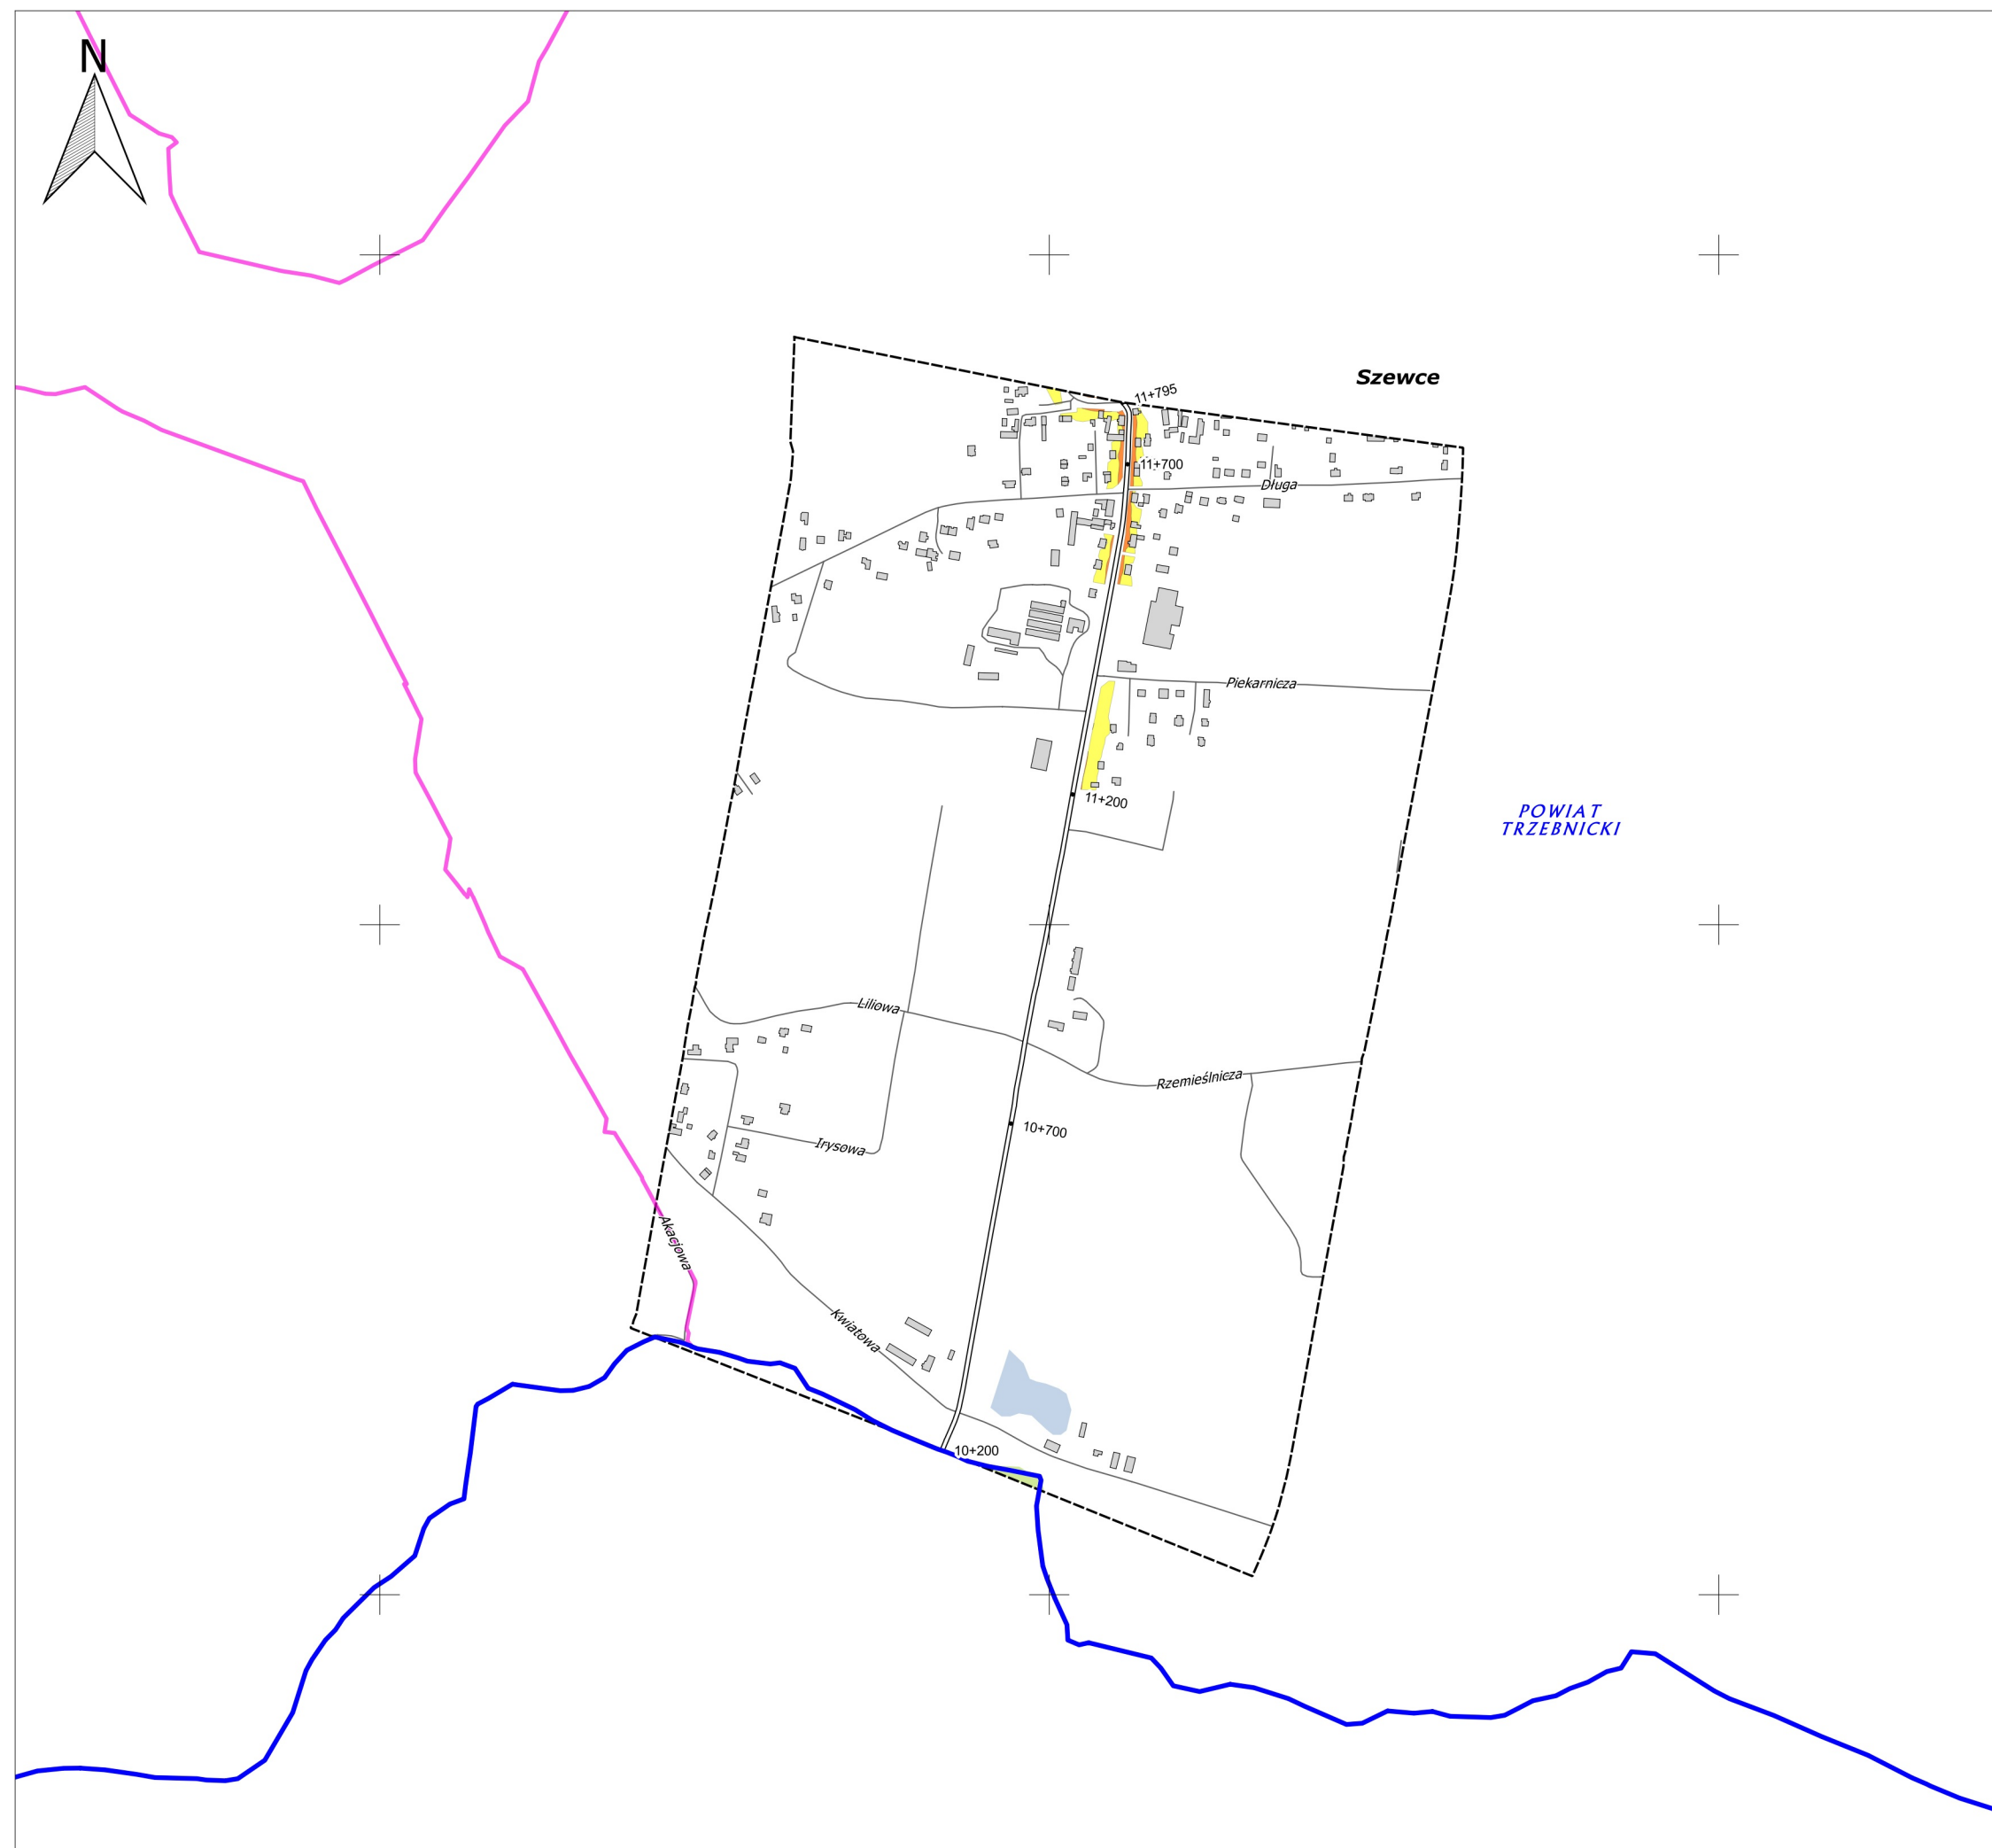 N
Szewce
11+795
11+700
Długa
Piekarnicza
11+200
POWIAT
TRZEBNICKI
Liliowa
Rzemieślnicza
10+700
Irysowa
Akacjowa
Kwiatowa
10+200